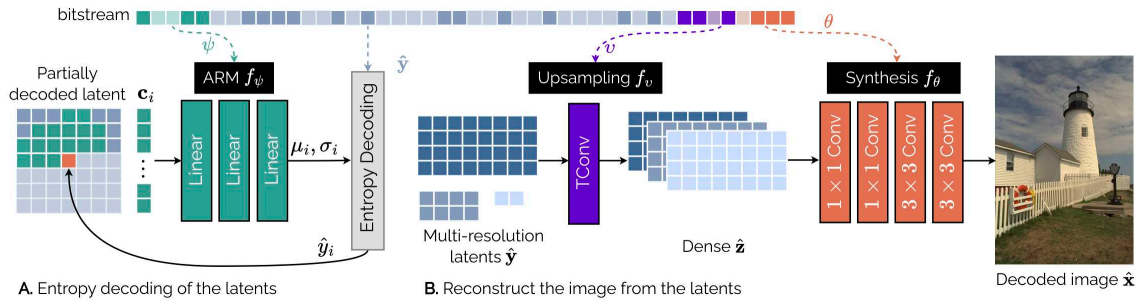 bitstream
ψ
ŷ
υ
θ
Partially
decoded latent
c_i
ARM f_ψ
Linear
Linear
Linear
μ_i, σ_i
Entropy Decoding
ŷ_i
A. Entropy decoding of the latents
Upsampling f_υ
TConv
Multi-resolution
latents ŷ
Dense ẑ
Synthesis f_θ
1 × 1 Conv
1 × 1 Conv
3 × 3 Conv
3 × 3 Conv
Decoded image x̂
B. Reconstruct the image from the latents